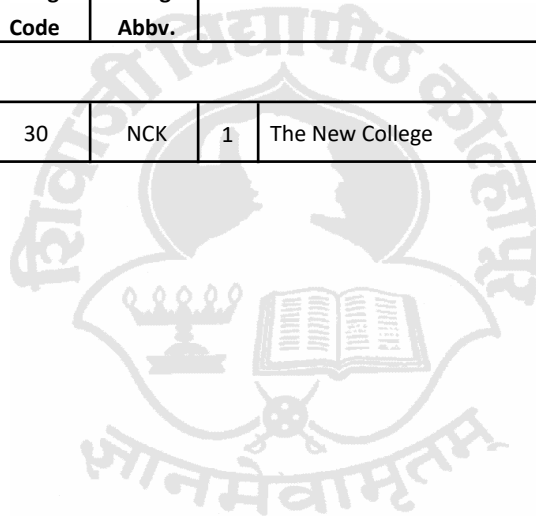 Code Abbv.
30 NCK 1 The New College
शिवाजी विद्यापीठ कोल्हापूर
ज्ञानमेवामृतम्